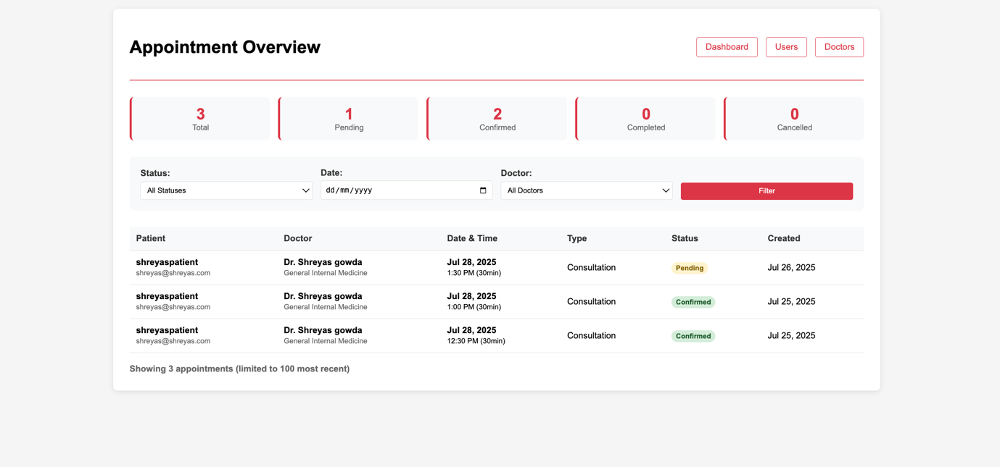 Appointment Overview
Dashboard Users Doctors
3 1 2 0 0
Total Pending Confirmed Completed Cancelled
Status: Date: Doctor:
All Statuses dd/mm/yyyy All Doctors Filter
Patient Doctor Date & Time Type Status Created
shreyaspatient Dr. Shreyas gowda Jul 28, 2025 Consultation Pending Jul 26, 2025
shreyas@shreyas.com General Internal Medicine 1:30 PM (30min)
shreyaspatient Dr. Shreyas gowda Jul 28, 2025 Consultation Confirmed Jul 25, 2025
shreyas@shreyas.com General Internal Medicine 1:00 PM (30min)
shreyaspatient Dr. Shreyas gowda Jul 28, 2025 Consultation Confirmed Jul 25, 2025
shreyas@shreyas.com General Internal Medicine 12:30 PM (30min)
Showing 3 appointments (limited to 100 most recent)